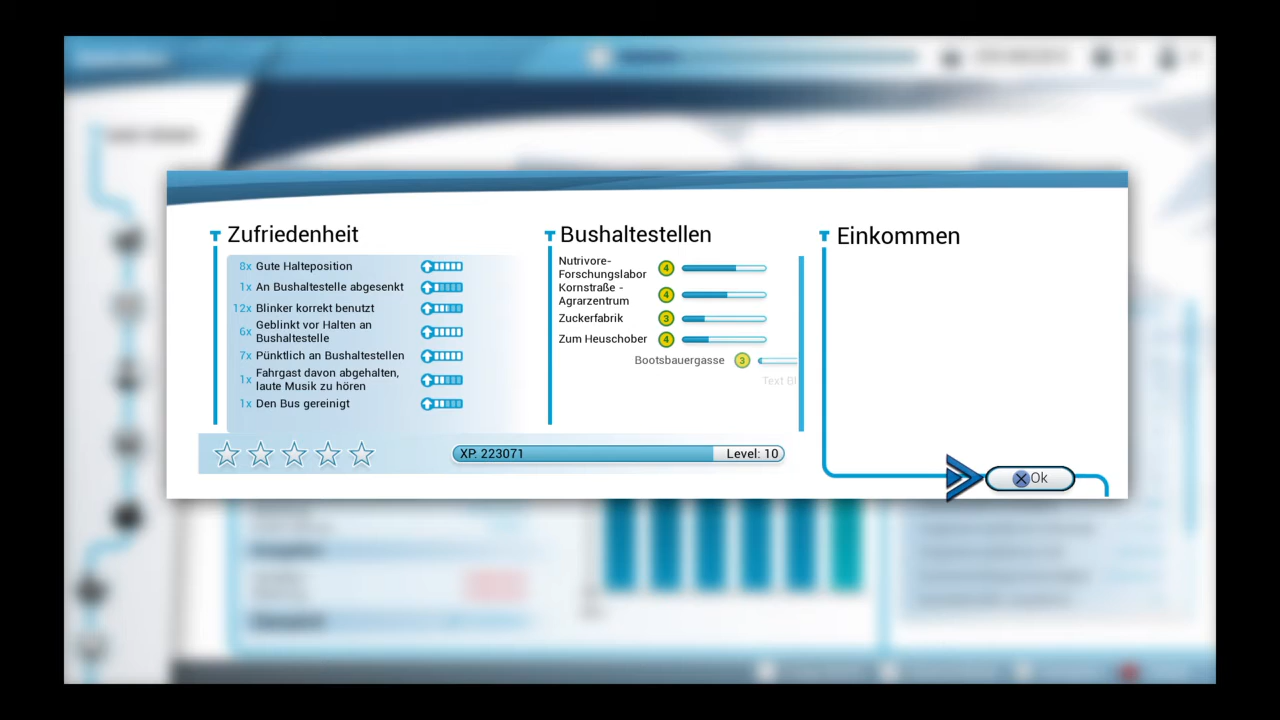 Zufriedenheit
8x Gute Halteposition
1x An Bushaltestelle abgesenkt
12x Blinker korrekt benutzt
6x Geblinkt vor Halten an
Bushaltestelle
7x Pünktlich an Bushaltestellen
1x Fahrgast davon abgehalten,
laute Musik zu hören
1x Den Bus gereinigt
XP: 223071 Level: 10
Bushaltestellen
Nutrivore-
Forschungslabor 4
Kornstraße -
Agrarzentrum 4
Zuckerfabrik 3
Zum Heuschober 4
Bootsbauergasse 3
Text Bl
Einkommen
Ok